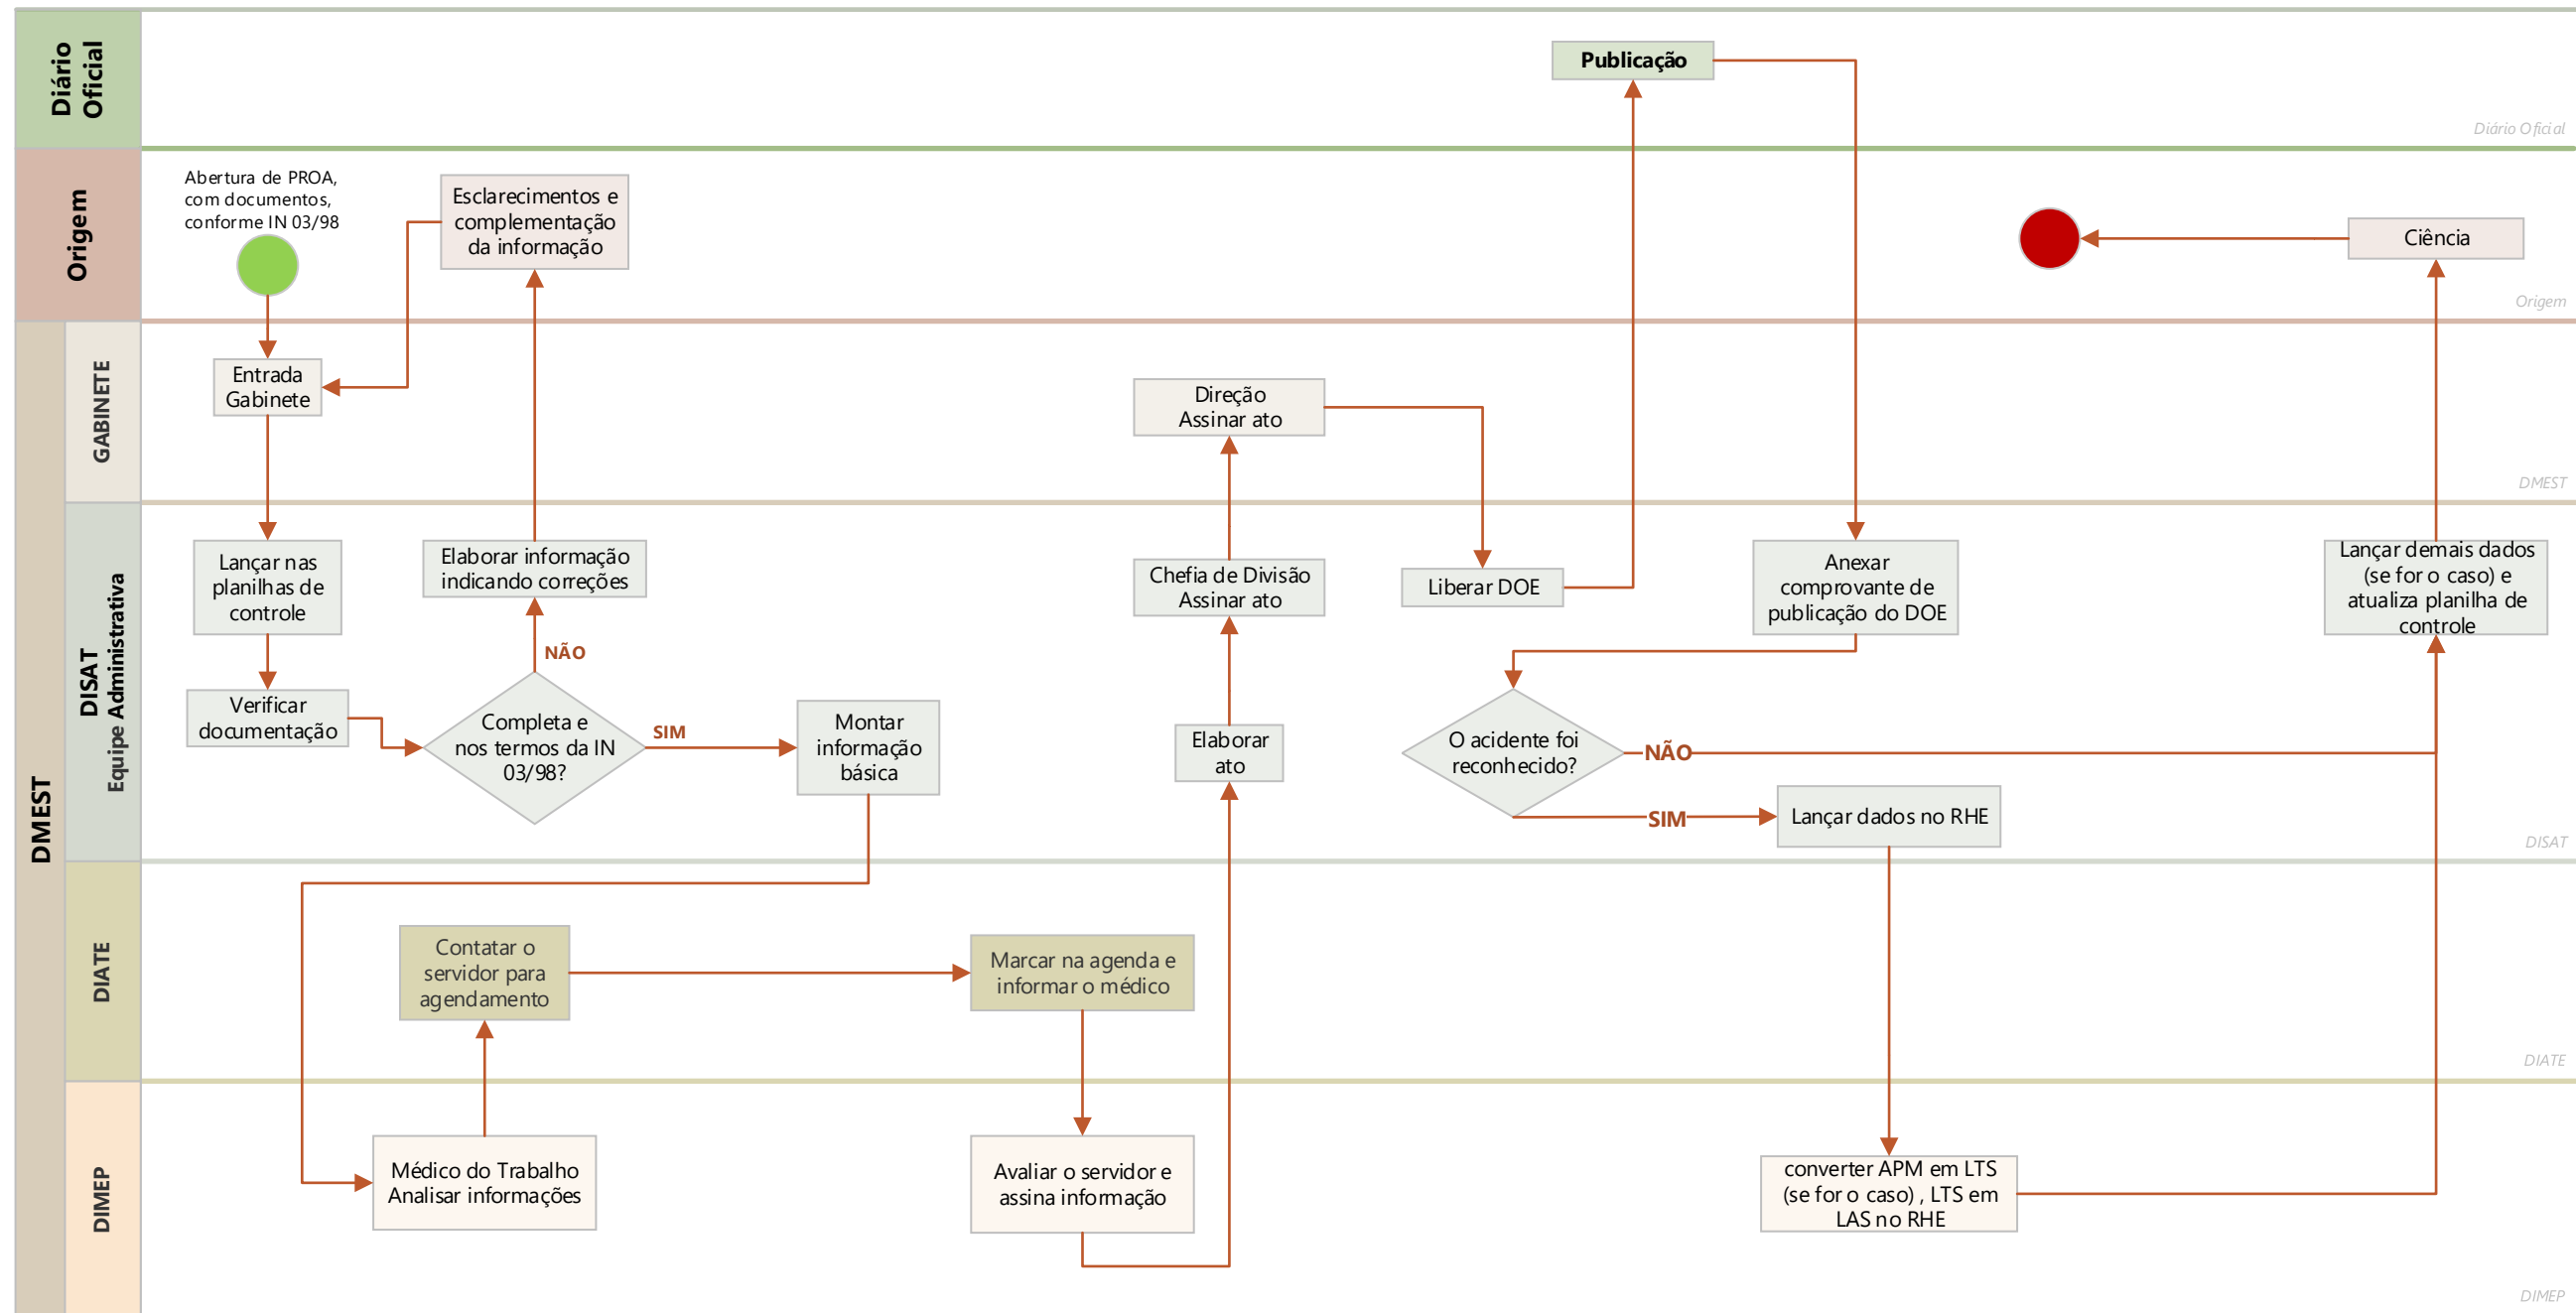 Diário
Oficial
Publicação
Diário Oficial
Origem
Abertura de PROA,
com documentos,
conforme IN 03/98
Esclarecimentos e
complementação
da informação
Ciência
Origem
DMEST
GABINETE
Entrada
Gabinete
Direção
Assinar ato
DMEST
DISAT
Equipe Administrativa
Lançar nas
planilhas de
controle
Elaborar informação
indicando correções
Chefia de Divisão
Assinar ato
Liberar DOE
Anexar
comprovante de
publicação do DOE
Lançar demais dados
(se for o caso) e
atualiza planilha de
controle
NÃO
Verificar
documentação
Completa e
nos termos da IN
03/98?
SIM
Montar
informação
básica
Elaborar
ato
O acidente foi
reconhecido?
NÃO
SIM
Lançar dados no RHE
DISAT
DIATE
Contatar o
servidor para
agendamento
Marcar na agenda e
informar o médico
DIATE
DIMEP
Médico do Trabalho
Analisar informações
Avaliar o servidor e
assina informação
converter APM em LTS
(se for o caso) , LTS em
LAS no RHE
DIMEP